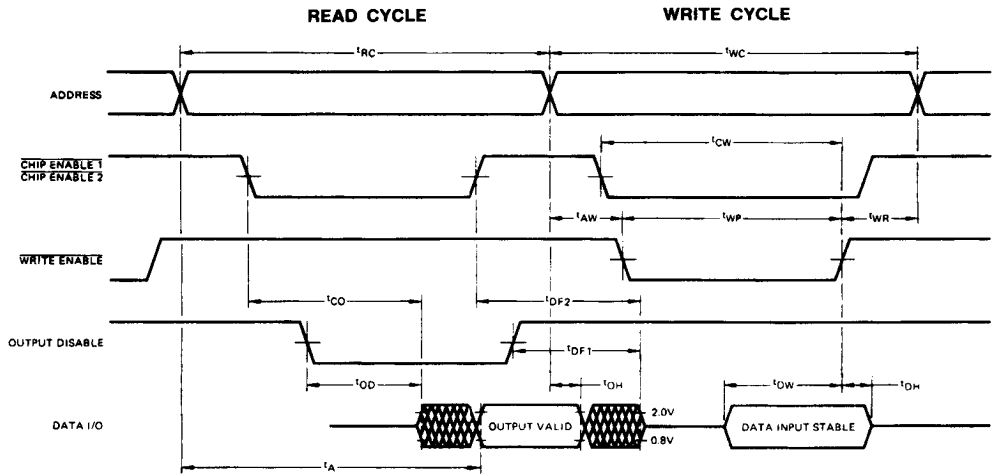 READ CYCLE
WRITE CYCLE
tRC
tWC
ADDRESS
CHIP ENABLE 1
CHIP ENABLE 2
tCW
tAW
tWP
tWR
WRITE ENABLE
tCO
tDF2
OUTPUT DISABLE
tDF1
tOD
tOH
tDW
tDH
2.0V
DATA I/O
OUTPUT VALID
DATA INPUT STABLE
0.8V
tA